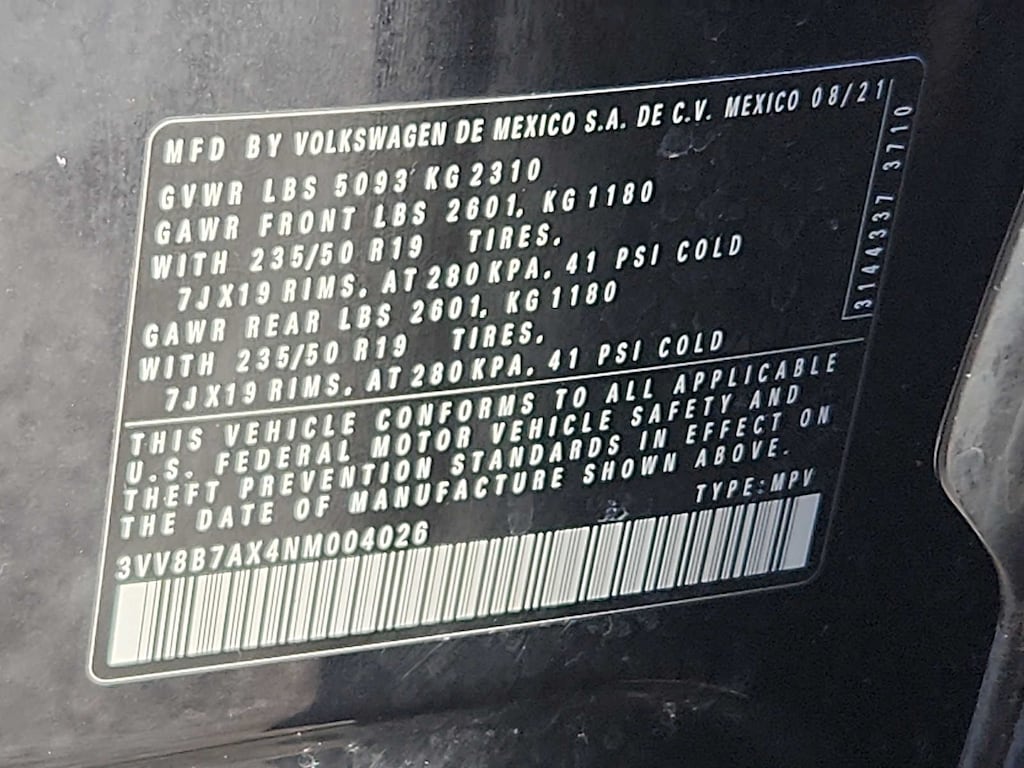 MFD BY VOLKSWAGEN DE MEXICO S.A. DE C.V. MEXICO 08/21
GVWR LBS 5093 KG 2310
GAWR FRONT LBS 2601, KG 1180
WITH 235/50 R19 TIRES,
7JX19 RIMS, AT 280 KPA, 41 PSI COLD
GAWR REAR LBS 2601, KG 1180
WITH 235/50 R19 TIRES,
7JX19 RIMS, AT 280 KPA, 41 PSI COLD
3144337 3710
THIS VEHICLE CONFORMS TO ALL APPLICABLE
U.S. FEDERAL MOTOR VEHICLE SAFETY AND
THEFT PREVENTION STANDARDS IN EFFECT ON
THE DATE OF MANUFACTURE SHOWN ABOVE.
TYPE:MPV
3VV8B7AX4NM004026